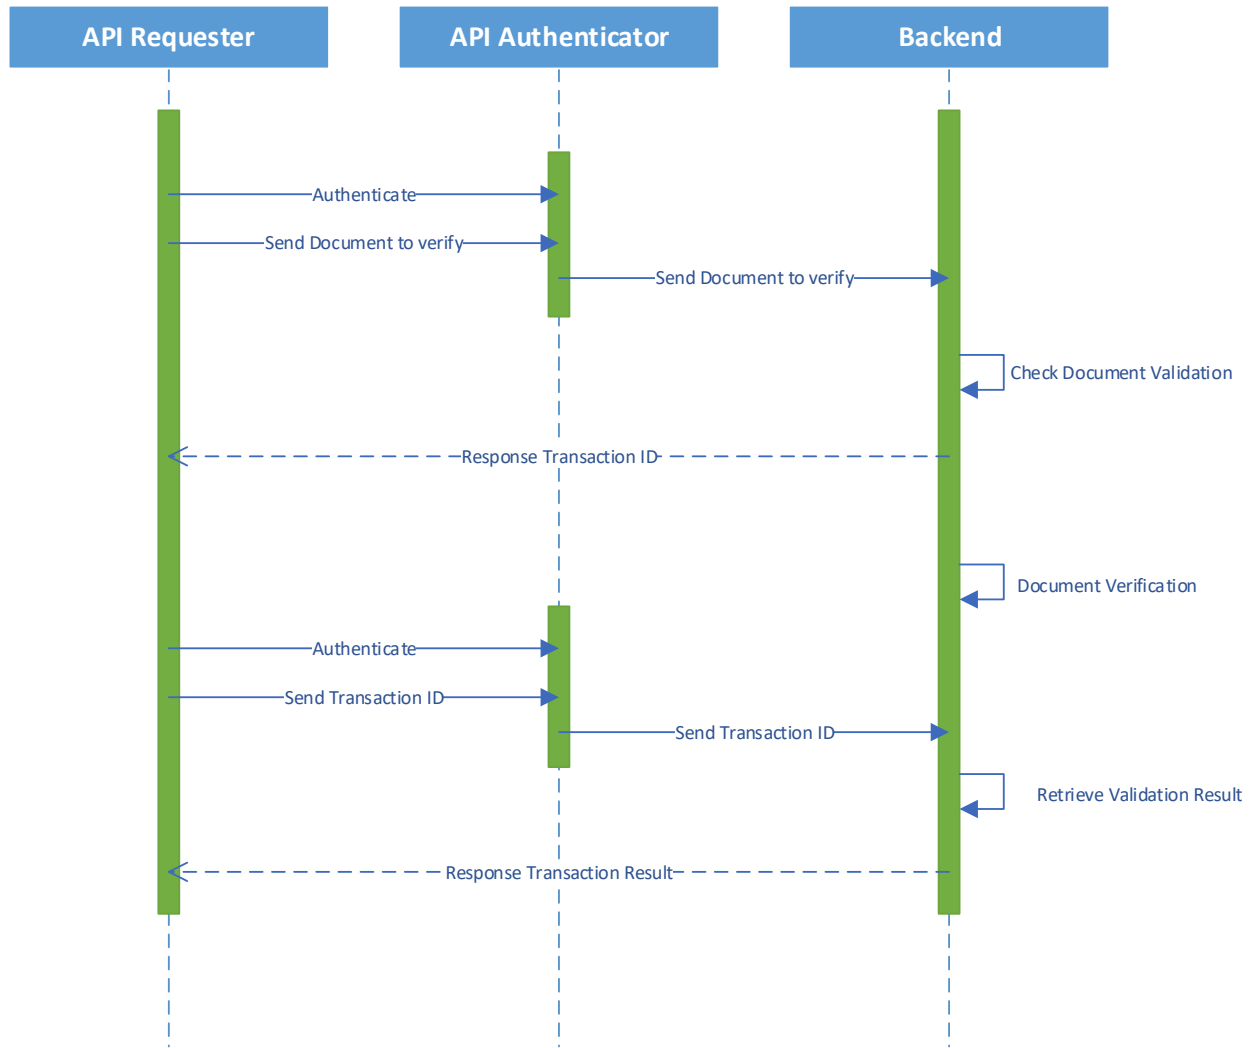 API Requester
API Authenticator
Backend
Authenticate
Send Document to verify
Send Document to verify
Check Document Validation
Response Transaction ID
Document Verification
Authenticate
Send Transaction ID
Send Transaction ID
Retrieve Validation Result
Response Transaction Result